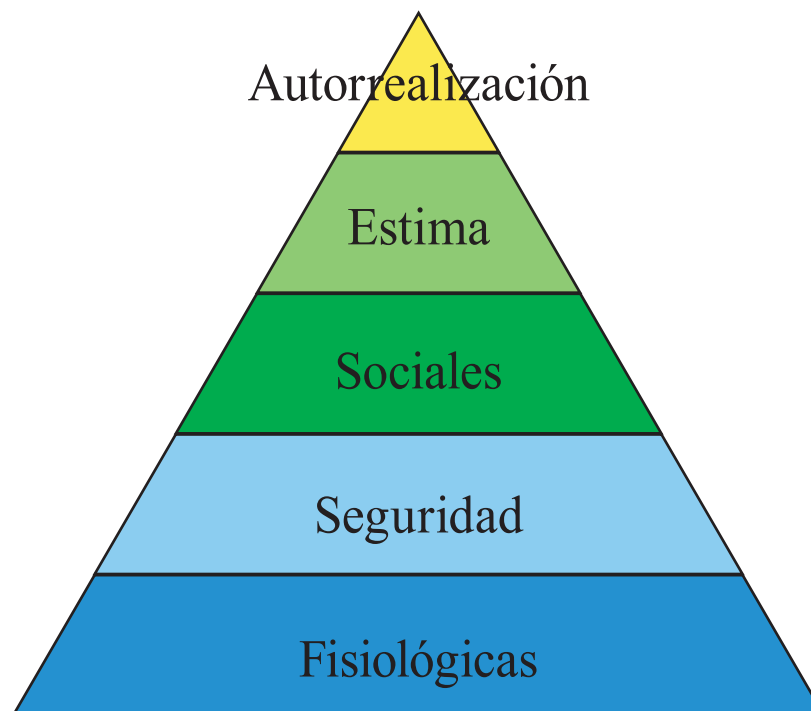 Autorrealización
Estima
Sociales
Seguridad
Fisiológicas